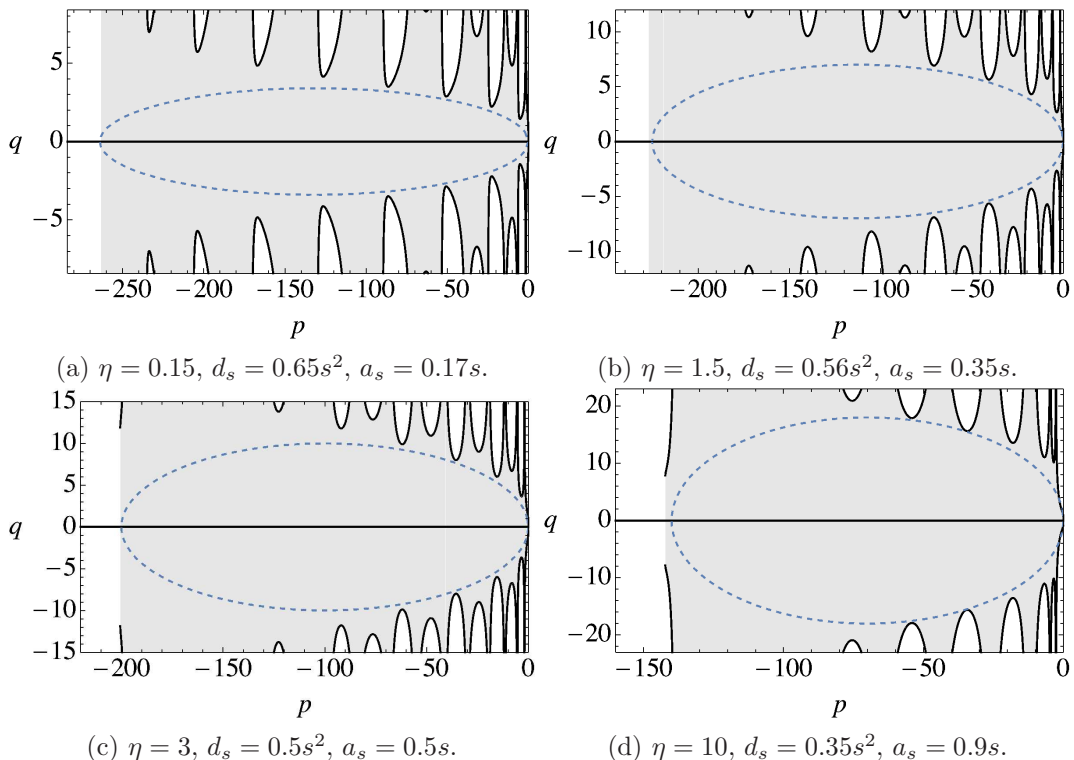 5
q 0
−5
−250 −200 −150 −100 −50 0
p
10
5
q 0
−5
−10
−200 −150 −100 −50 0
p
(a) η = 0.15, d_s = 0.65s², a_s = 0.17s.
(b) η = 1.5, d_s = 0.56s², a_s = 0.35s.
15
10
5
q 0
−5
−10
−15
−200 −150 −100 −50 0
p
20
10
q 0
−10
−20
−150 −100 −50 0
p
(c) η = 3, d_s = 0.5s², a_s = 0.5s.
(d) η = 10, d_s = 0.35s², a_s = 0.9s.